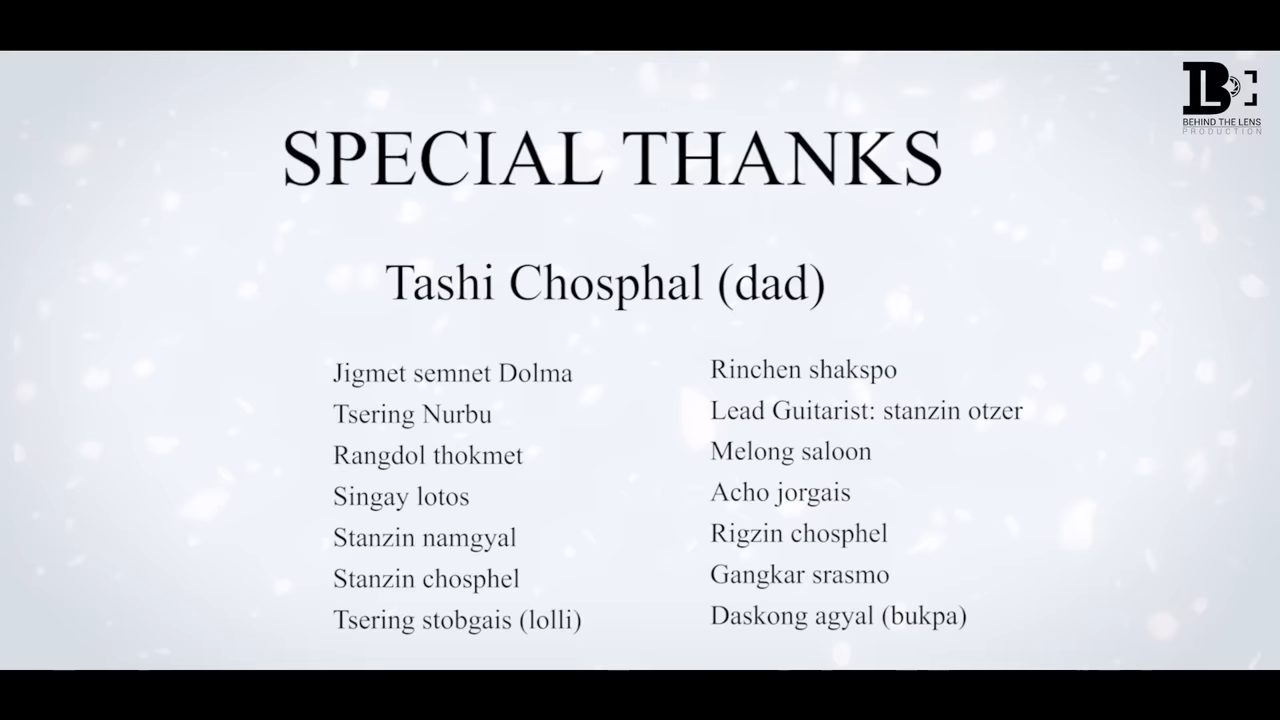 BEHIND THE LENS
PRODUCTION
SPECIAL THANKS
Tashi Chosphal (dad)
Jigmet semnet Dolma
Tsering Nurbu
Rangdol thokmet
Singay lotos
Stanzin namgyal
Stanzin chosphel
Tsering stobgais (lolli)
Rinchen shakspo
Lead Guitarist: stanzin otzer
Melong saloon
Acho jorgais
Rigzin chosphel
Gangkar srasmo
Daskong agyal (bukpa)